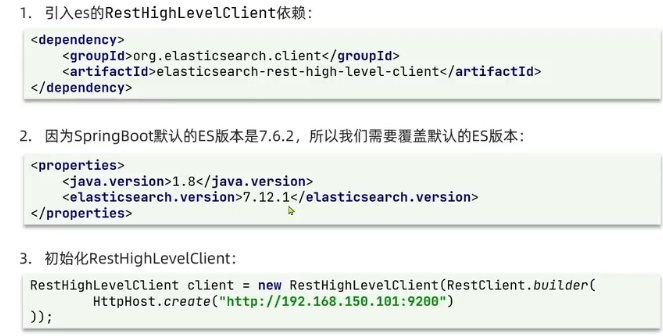 1. 引入es的RestHighLevelClient依赖：
<dependency>
    <groupId>org.elasticsearch.client</groupId>
    <artifactId>elasticsearch-rest-high-level-client</artifactId>
</dependency>
2. 因为SpringBoot默认的ES版本是7.6.2，所以我们需要覆盖默认的ES版本：
<properties>
    <java.version>1.8</java.version>
    <elasticsearch.version>7.12.1</elasticsearch.version>
</properties>
3. 初始化RestHighLevelClient：
RestHighLevelClient client = new RestHighLevelClient(RestClient.builder(
        HttpHost.create("http://192.168.150.101:9200")
));